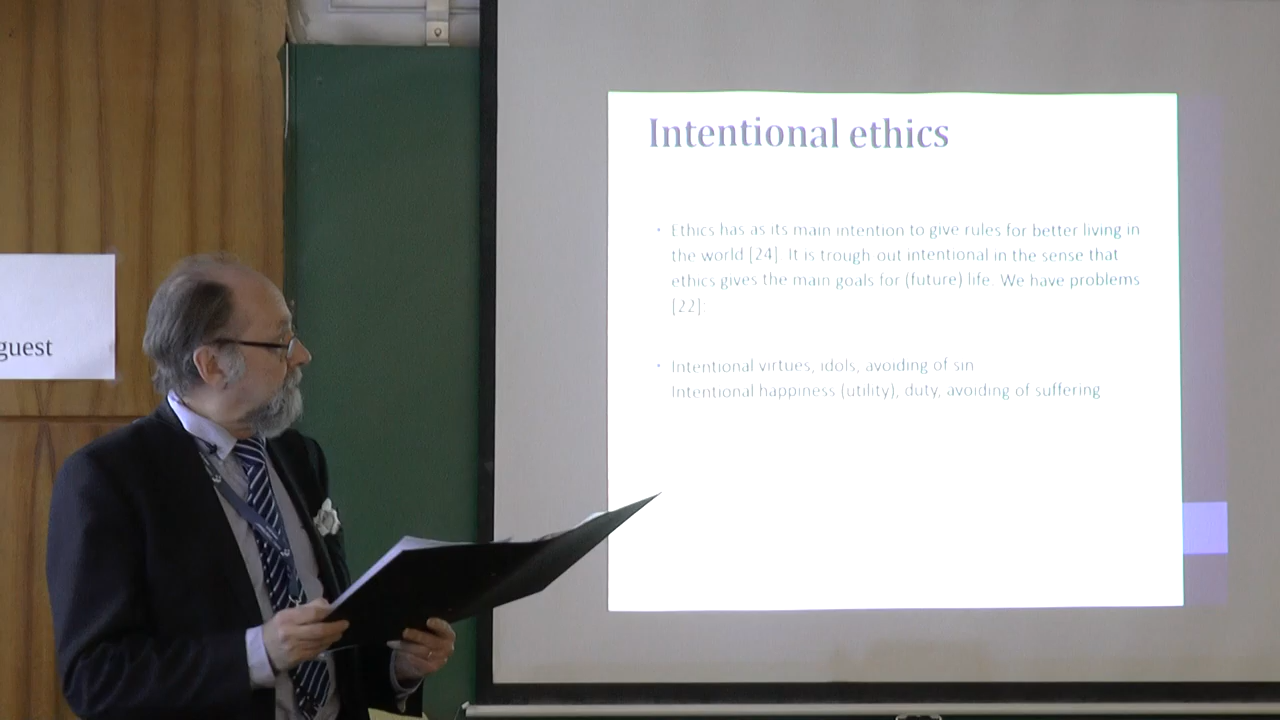 guest
Intentional ethics
Ethics has as its main intention to give rules for better living in
the world [24]. It is trough out intentional in the sense that
ethics gives the main goals for (future) life. We have problems
[22]:
Intentional virtues, idols, avoiding of sin
Intentional happiness (utility), duty, avoiding of suffering